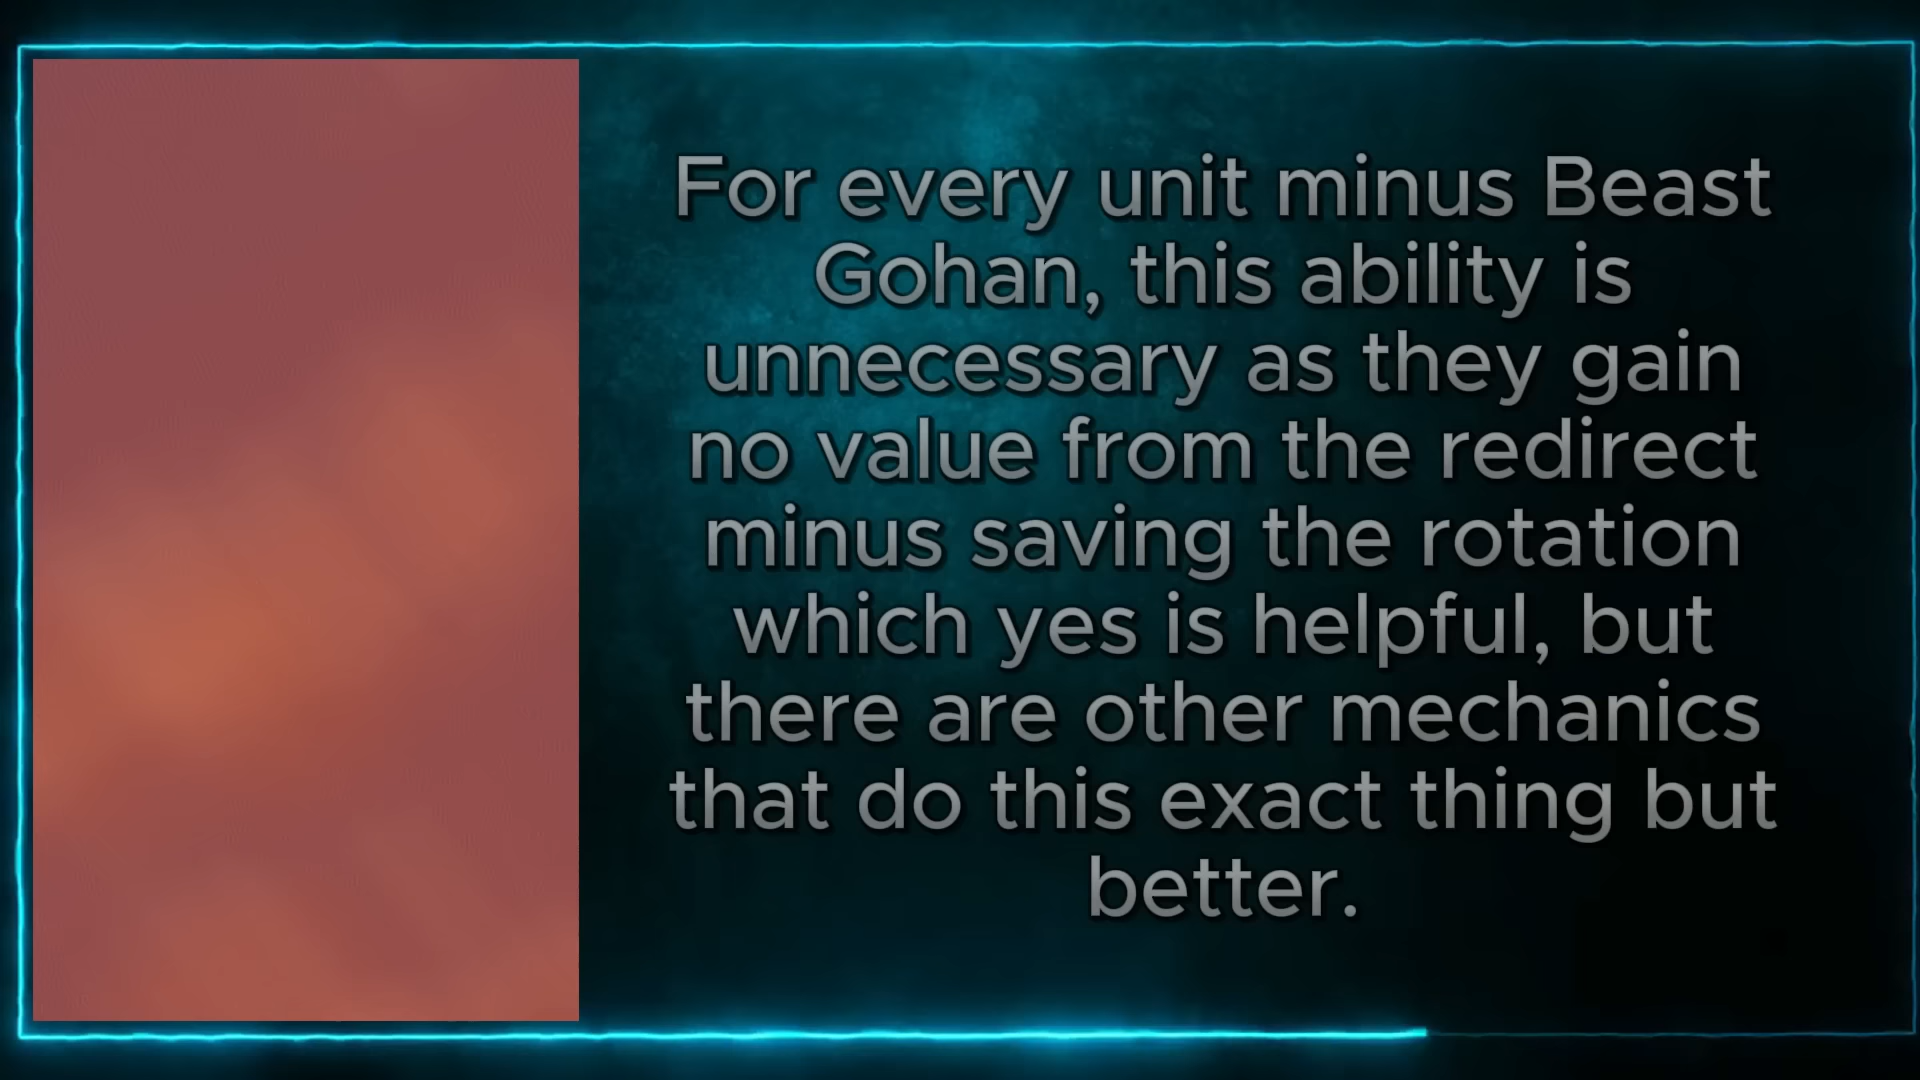 For every unit minus Beast
Gohan, this ability is
unnecessary as they gain
no value from the redirect
minus saving the rotation
which yes is helpful, but
there are other mechanics
that do this exact thing but
better.